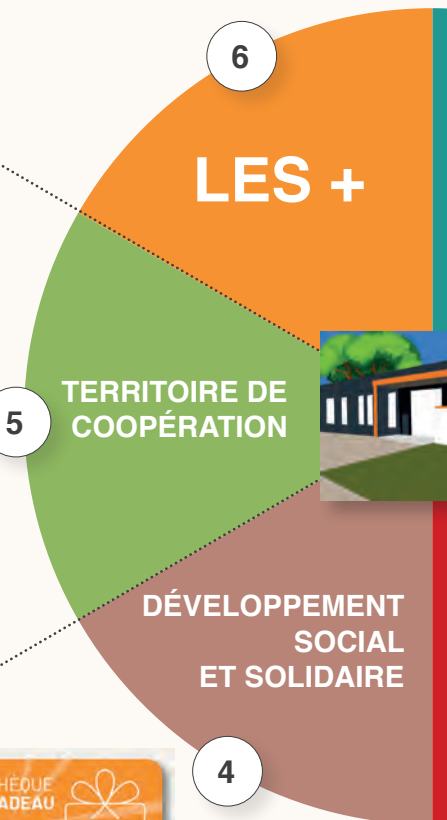 6
LES +
TERRITOIRE DE
COOPÉRATION
5
DÉVELOPPEMENT
SOCIAL
ET SOLIDAIRE
4